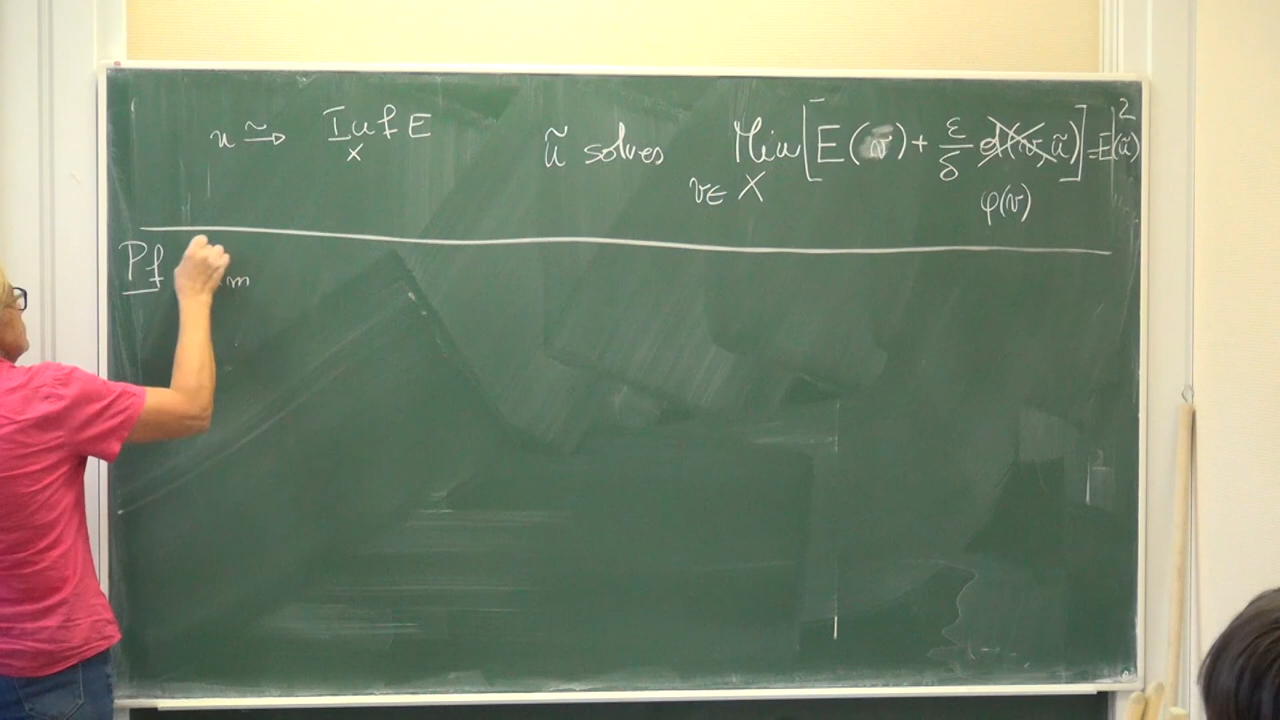 u ≃→ Inf E ũ solves Min [E(v) + ε/δ d(v,ũ)] = E(ũ) 2
X v∈ X φ(v)
Pf m